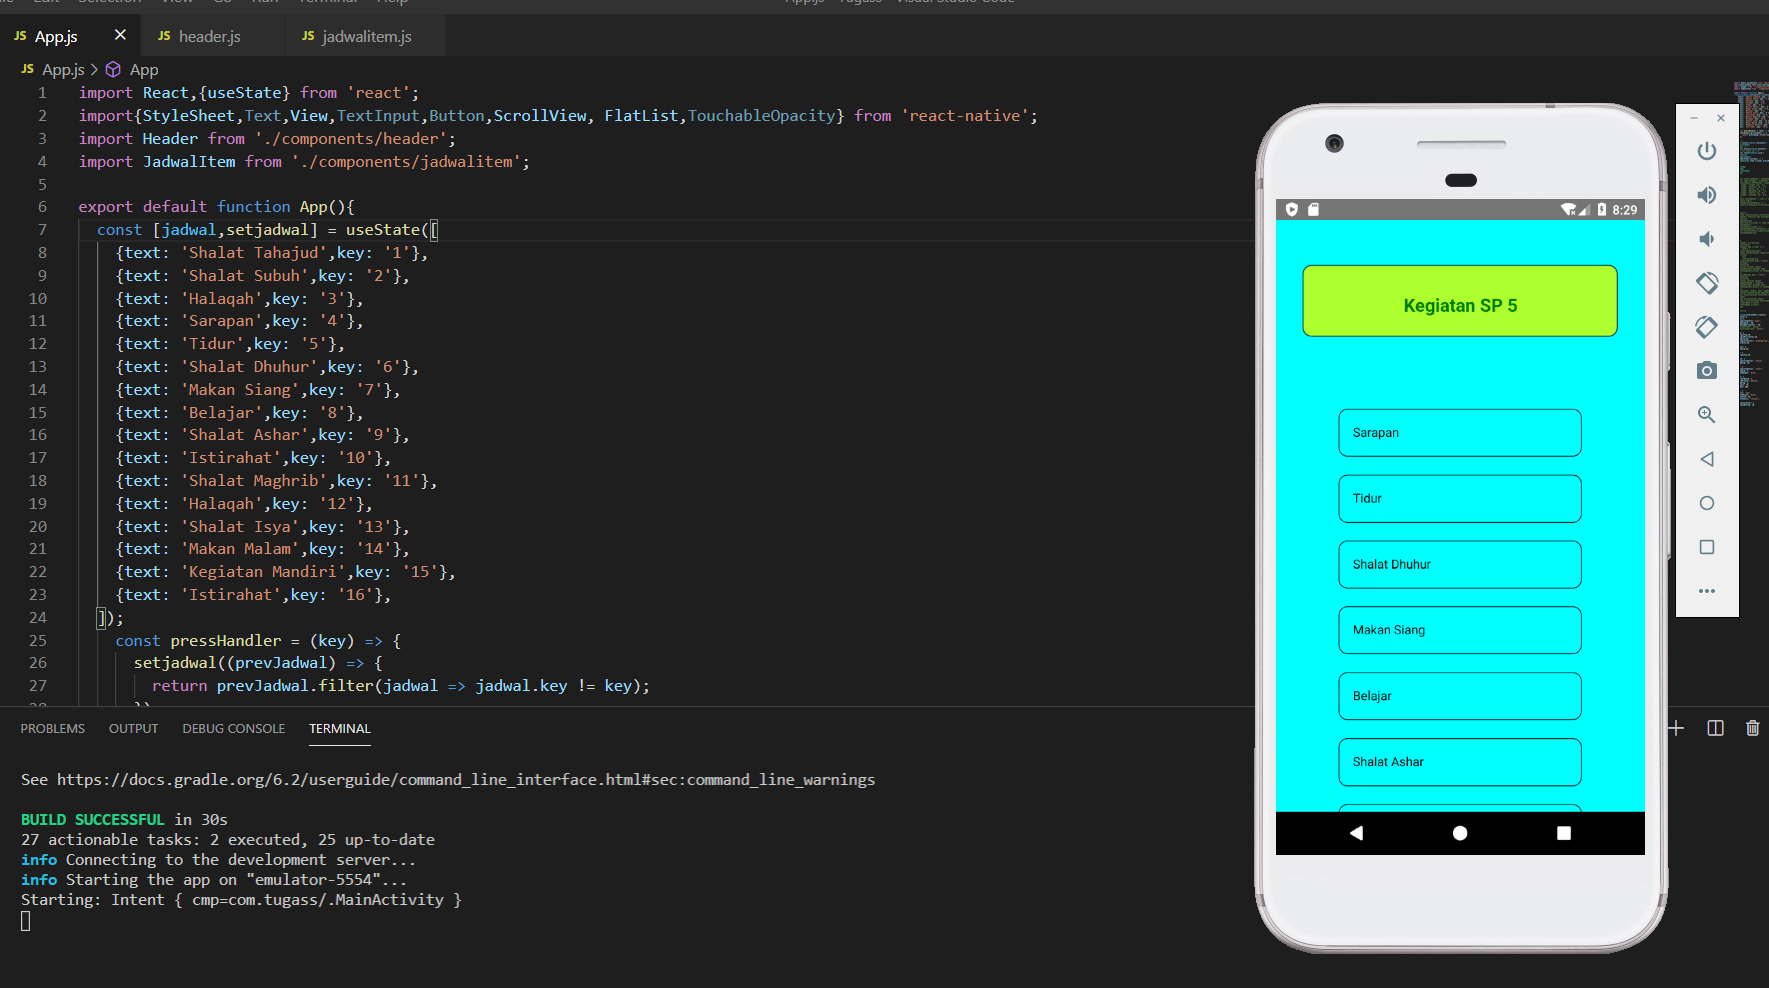 App.js - Tugass - Visual Studio Code
JS App.js ×
JS header.js
JS jadwalitem.js
JS App.js > App
1 import React,{useState} from 'react';
2 import{StyleSheet,Text,View,TextInput,Button,ScrollView, FlatList,TouchableOpacity} from 'react-native';
3 import Header from './components/header';
4 import JadwalItem from './components/jadwalitem';
5
6 export default function App(){
7 const [jadwal,setjadwal] = useState([
8 {text: 'Shalat Tahajud',key: '1'},
9 {text: 'Shalat Subuh',key: '2'},
10 {text: 'Halaqah',key: '3'},
11 {text: 'Sarapan',key: '4'},
12 {text: 'Tidur',key: '5'},
13 {text: 'Shalat Dhuhur',key: '6'},
14 {text: 'Makan Siang',key: '7'},
15 {text: 'Belajar',key: '8'},
16 {text: 'Shalat Ashar',key: '9'},
17 {text: 'Istirahat',key: '10'},
18 {text: 'Shalat Maghrib',key: '11'},
19 {text: 'Halaqah',key: '12'},
20 {text: 'Shalat Isya',key: '13'},
21 {text: 'Makan Malam',key: '14'},
22 {text: 'Kegiatan Mandiri',key: '15'},
23 {text: 'Istirahat',key: '16'},
24 ]);
25 const pressHandler = (key) => {
26 setjadwal((prevJadwal) => {
27 return prevJadwal.filter(jadwal => jadwal.key != key);
28 })
PROBLEMS OUTPUT DEBUG CONSOLE TERMINAL
See https://docs.gradle.org/6.2/userguide/command_line_interface.html#sec:command_line_warnings
BUILD SUCCESSFUL in 30s
27 actionable tasks: 2 executed, 25 up-to-date
info Connecting to the development server...
info Starting the app on "emulator-5554"...
Starting: Intent { cmp=com.tugass/.MainActivity }
8:29
Kegiatan SP 5
Sarapan
Tidur
Shalat Dhuhur
Makan Siang
Belajar
Shalat Ashar